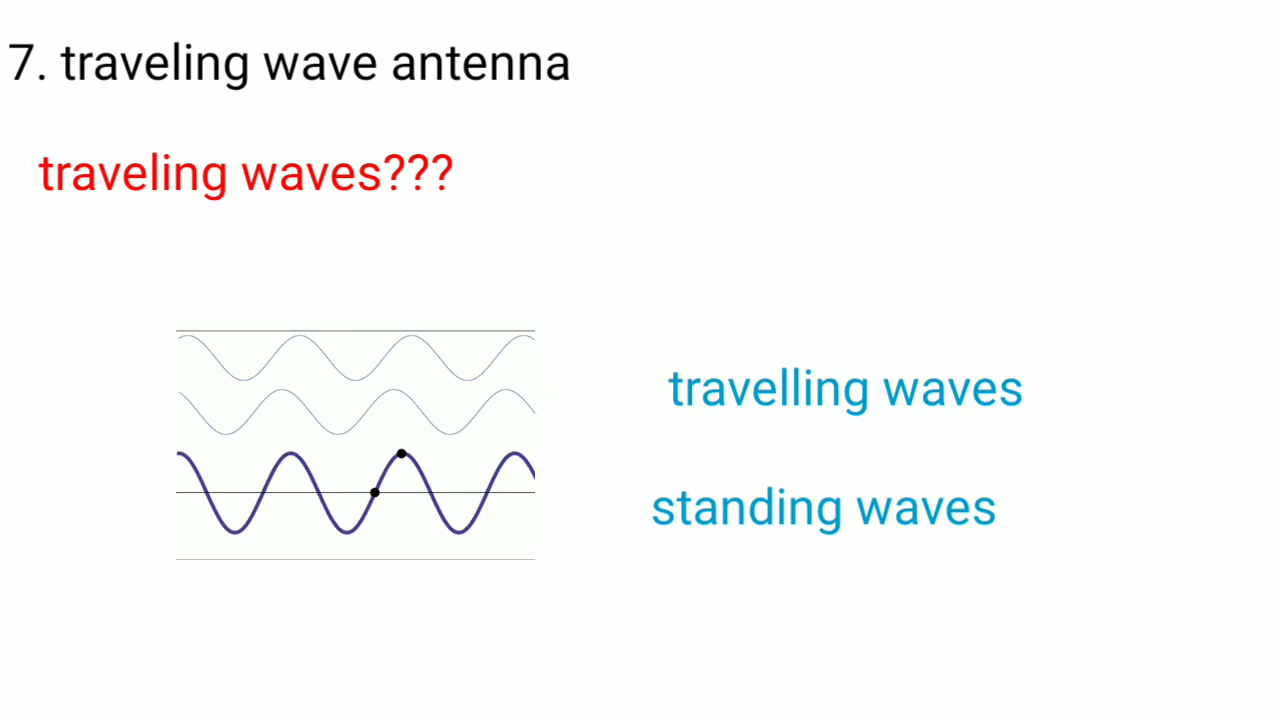 7. traveling wave antenna
traveling waves???
travelling waves
standing waves